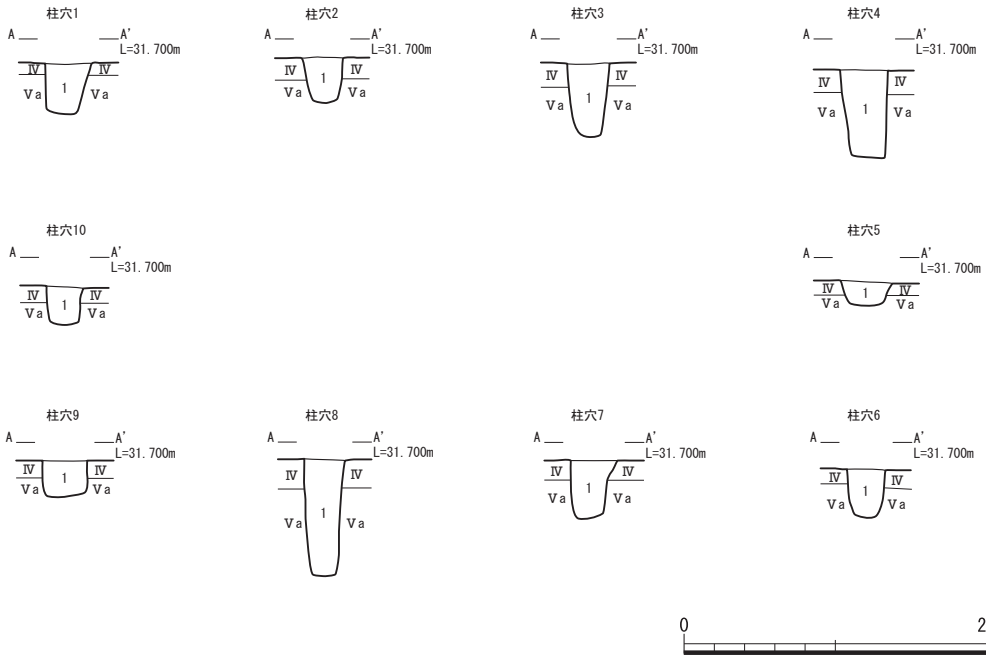 柱穴1
A A'
L=31.700m
Ⅳ 1 Ⅳ
Ⅴa Ⅴa
柱穴2
A A'
L=31.700m
Ⅳ 1 Ⅳ
Ⅴa Ⅴa
柱穴3
A A'
L=31.700m
Ⅳ Ⅳ
Ⅴa 1 Ⅴa
柱穴4
A A'
L=31.700m
Ⅳ Ⅳ
Ⅴa 1 Ⅴa
柱穴10
A A'
L=31.700m
Ⅳ 1 Ⅳ
Ⅴa Ⅴa
柱穴5
A A'
L=31.700m
Ⅳ 1 Ⅳ
Ⅴa Ⅴa
柱穴9
A A'
L=31.700m
Ⅳ 1 Ⅳ
Ⅴa Ⅴa
柱穴8
A A'
L=31.700m
Ⅳ Ⅳ
Ⅴa 1 Ⅴa
柱穴7
A A'
L=31.700m
Ⅳ Ⅳ
Ⅴa 1 Ⅴa
柱穴6
A A'
L=31.700m
Ⅳ 1 Ⅳ
Ⅴa Ⅴa
0 2